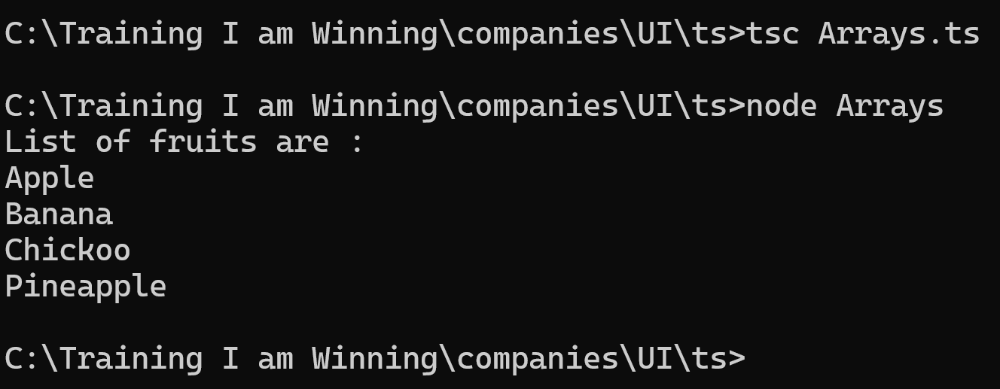 C:\Training I am Winning\companies\UI\ts>tsc Arrays.ts
C:\Training I am Winning\companies\UI\ts>node Arrays
List of fruits are :
Apple
Banana
Chickoo
Pineapple
C:\Training I am Winning\companies\UI\ts>